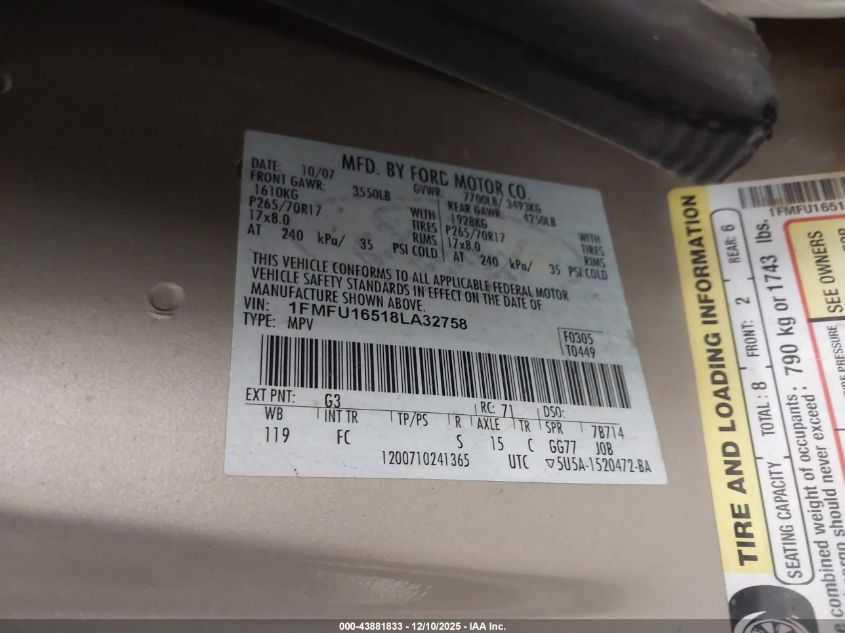 MFD. BY FORD MOTOR CO.
DATE: 10/07 GVWR: 7700LB/ 3493KG
FRONT GAWR: 3550LB REAR GAWR: 4250LB
1610KG WITH 1928KG WITH
P265/70R17 TIRES P265/70R17 TIRES
17x8.0 RIMS 17x8.0 RIMS
AT 240 kPa/ 35 PSI COLD AT 240 kPa/ 35 PSI COLD
THIS VEHICLE CONFORMS TO ALL APPLICABLE FEDERAL MOTOR
VEHICLE SAFETY STANDARDS IN EFFECT ON THE DATE OF
MANUFACTURE SHOWN ABOVE.
VIN: 1FMFU16518LA32758
TYPE: MPV
F0305
T0449
EXT PNT: G3 RC: 71 DSO:
WB INT TR TP/PS R AXLE TR SPR 7B714
119 FC S 15 C GG77 JOB
1200710241365 UTC ▽5U5A-1520472-BA
1FMFU1651
TIRE AND LOADING INFORMATION
SEATING CAPACITY TOTAL: 8 FRONT: 2 REAR: 6
combined weight of occupants: 790 kg or 1743 lbs.
should never exceed:
SEE OWNERS
000-43881833 - 12/10/2025 - IAA Inc.